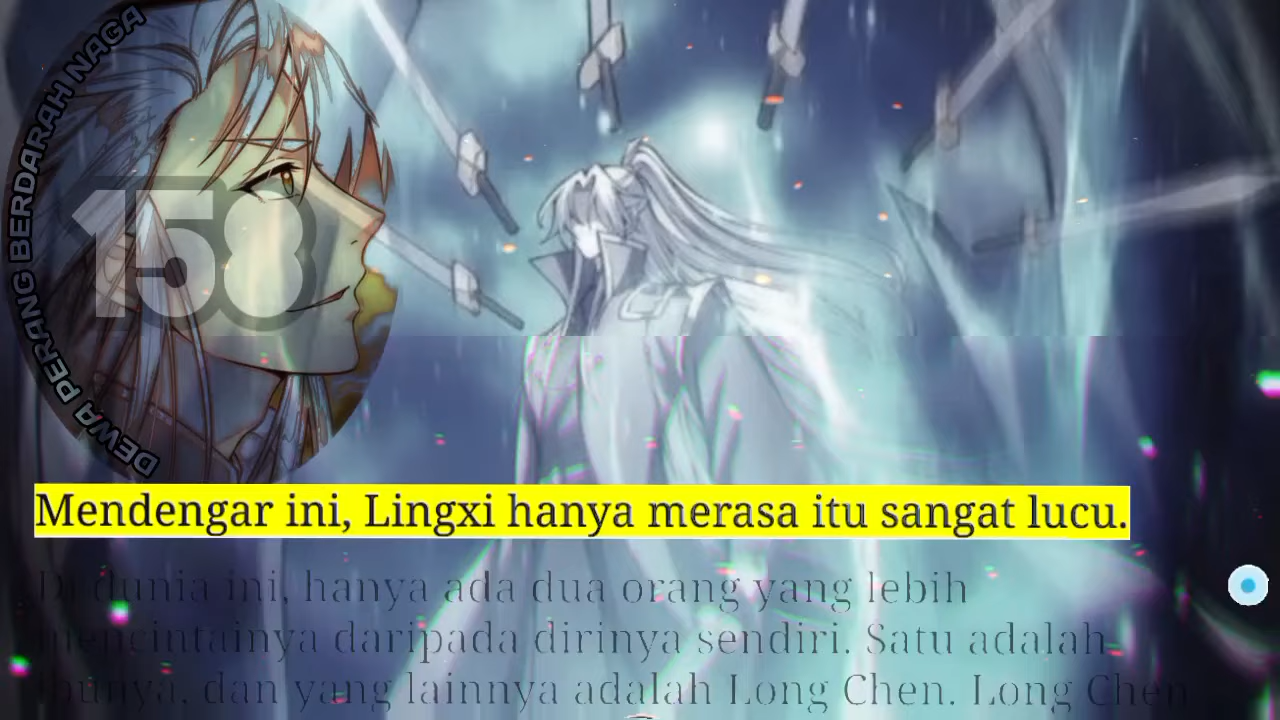 DEWA PERANG BERDARAH NAGA
158
Mendengar ini, Lingxi hanya merasa itu sangat lucu.
Di dunia ini, hanya ada dua orang yang lebih
mencintainya daripada dirinya sendiri. Satu adalah
ibunya, dan yang lainnya adalah Long Chen. Long Chen